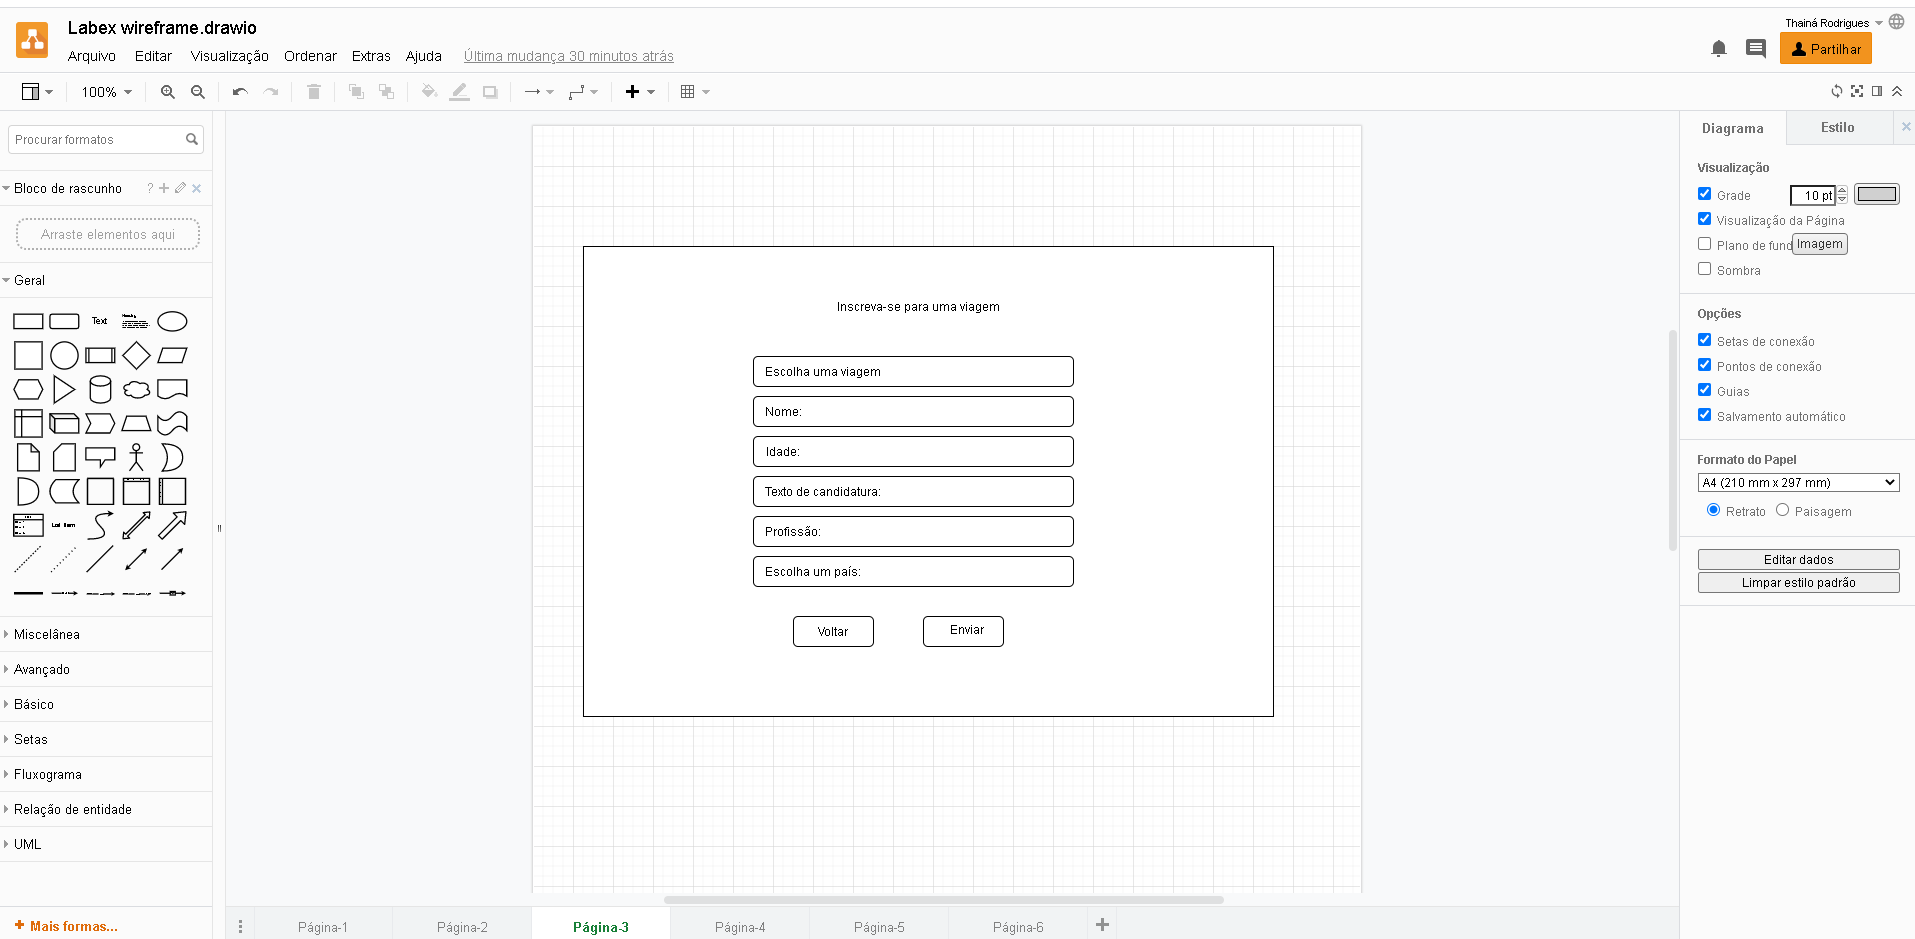 Labex wireframe.drawio
Thainá Rodrigues
Arquivo Editar Visualização Ordenar Extras Ajuda Última mudança 30 minutos atrás
Partilhar
100%
Procurar formatos
Bloco de rascunho ?
Arraste elementos aqui
Geral
Text
Heading
List Item
Miscelânea
Avançado
Básico
Setas
Fluxograma
Relação de entidade
UML
Mais formas...
Inscreva-se para uma viagem
Escolha uma viagem
Nome:
Idade:
Texto de candidatura:
Profissão:
Escolha um país:
Voltar Enviar
Página-1 Página-2 Página-3 Página-4 Página-5 Página-6
Diagrama Estilo
Visualização
Grade 10 pt
Visualização da Página
Plano de fund Imagem
Sombra
Opções
Setas de conexão
Pontos de conexão
Guias
Salvamento automático
Formato do Papel
A4 (210 mm x 297 mm)
Retrato Paisagem
Editar dados
Limpar estilo padrão